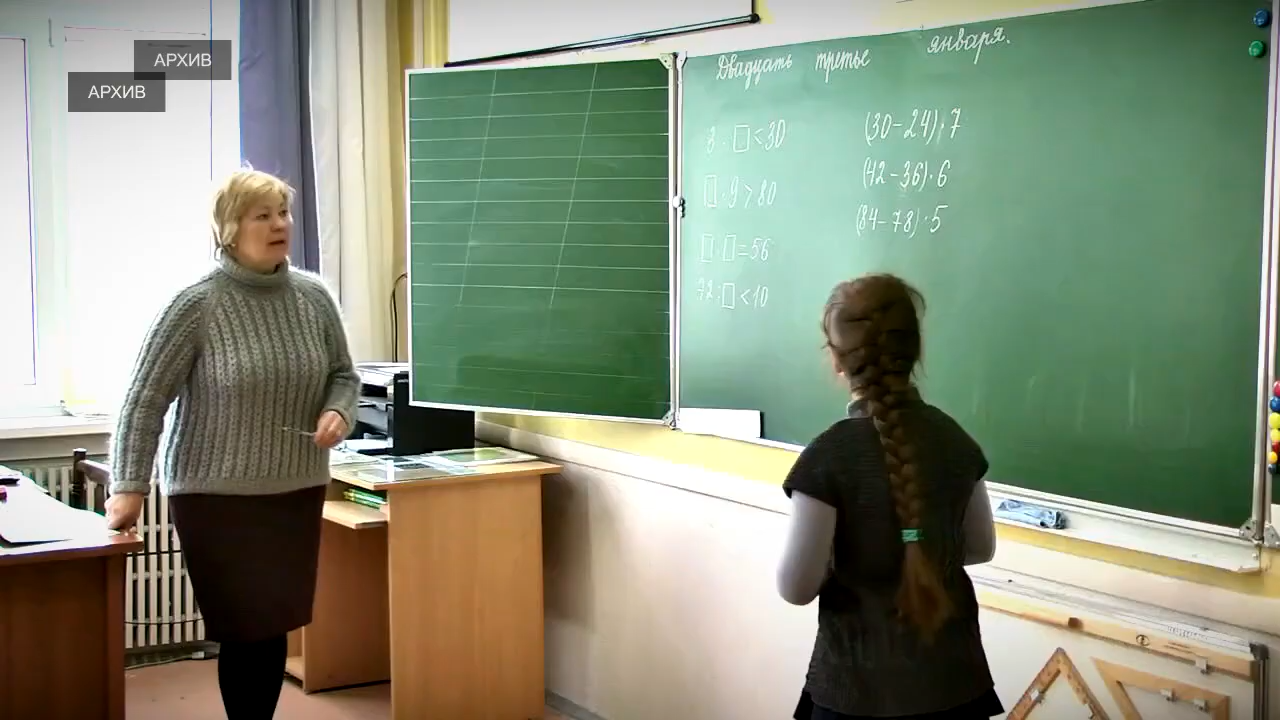 АРХИВ
АРХИВ
Двадцать третье января.
3 · □ < 30
□ · 9 > 80
□ · □ = 56
72 : □ < 10
(30 - 24) · 7
(42 - 36) · 6
(84 - 78) · 5